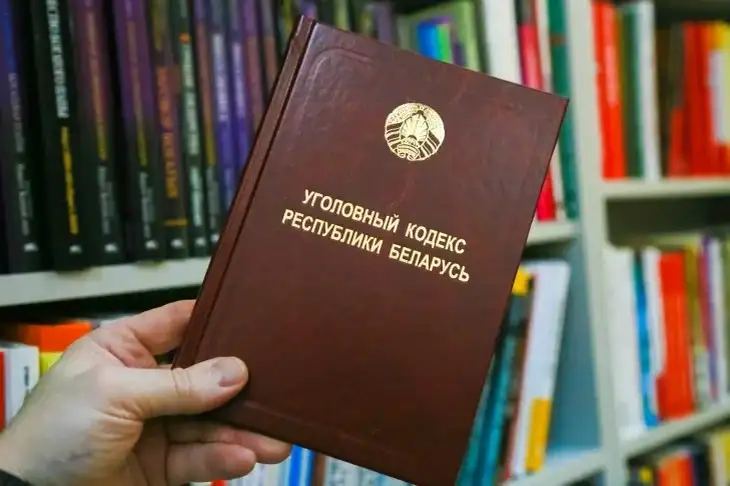 УГОЛОВНЫЙ КОДЕКС
РЕСПУБЛИКИ БЕЛАРУСЬ